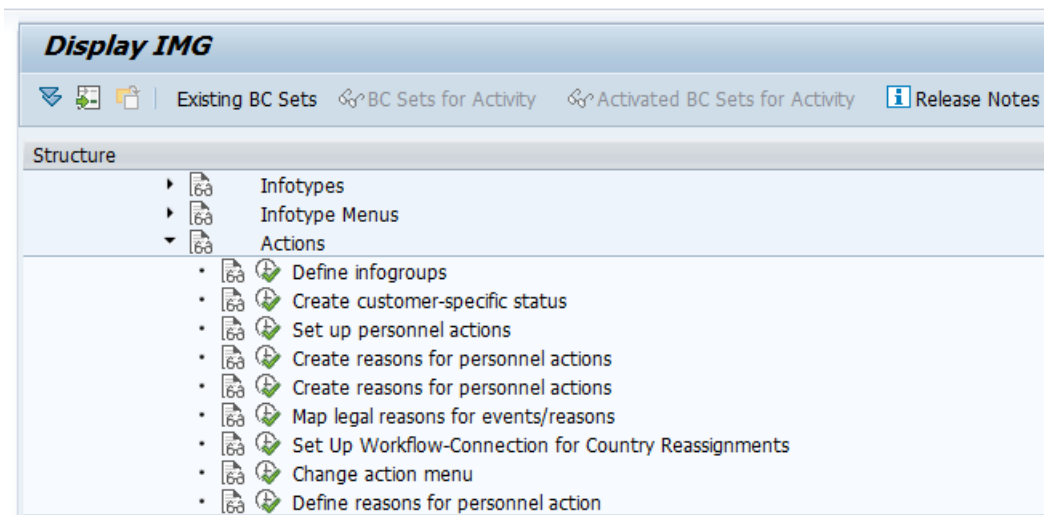 Display IMG
Existing BC Sets BC Sets for Activity Activated BC Sets for Activity Release Notes
Structure
Infotypes
Infotype Menus
Actions
Define infogroups
Create customer-specific status
Set up personnel actions
Create reasons for personnel actions
Create reasons for personnel actions
Map legal reasons for events/reasons
Set Up Workflow-Connection for Country Reassignments
Change action menu
Define reasons for personnel action